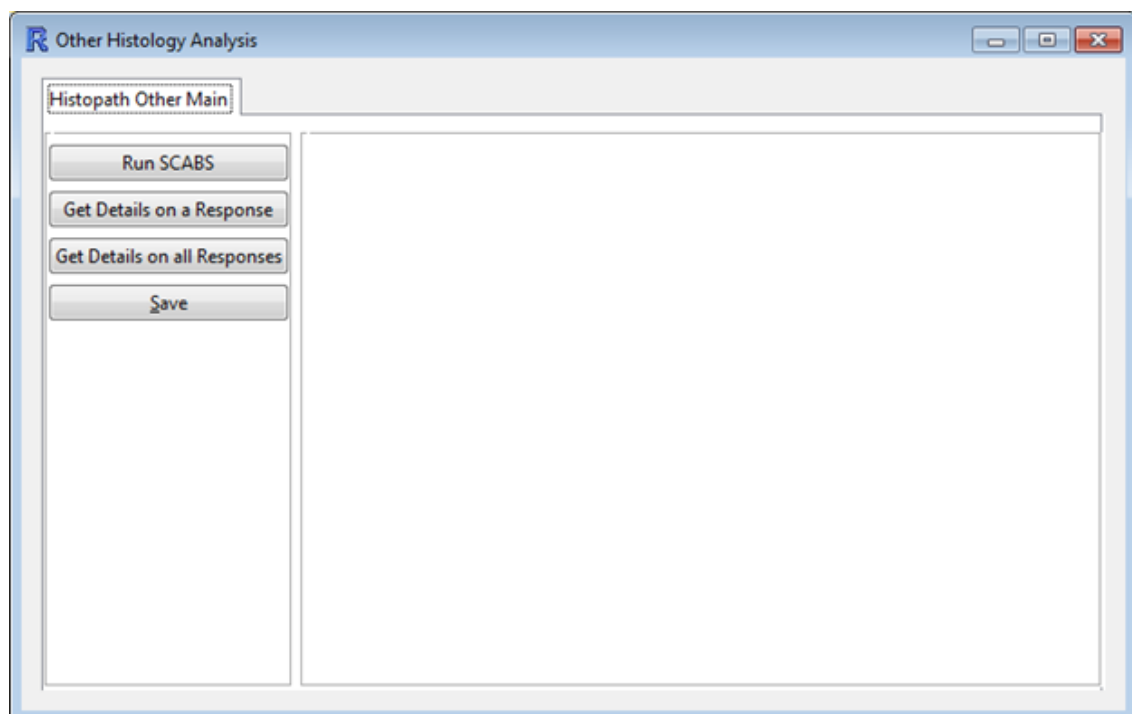 Other Histology Analysis
Histopath Other Main
Run SCABS
Get Details on a Response
Get Details on all Responses
Save